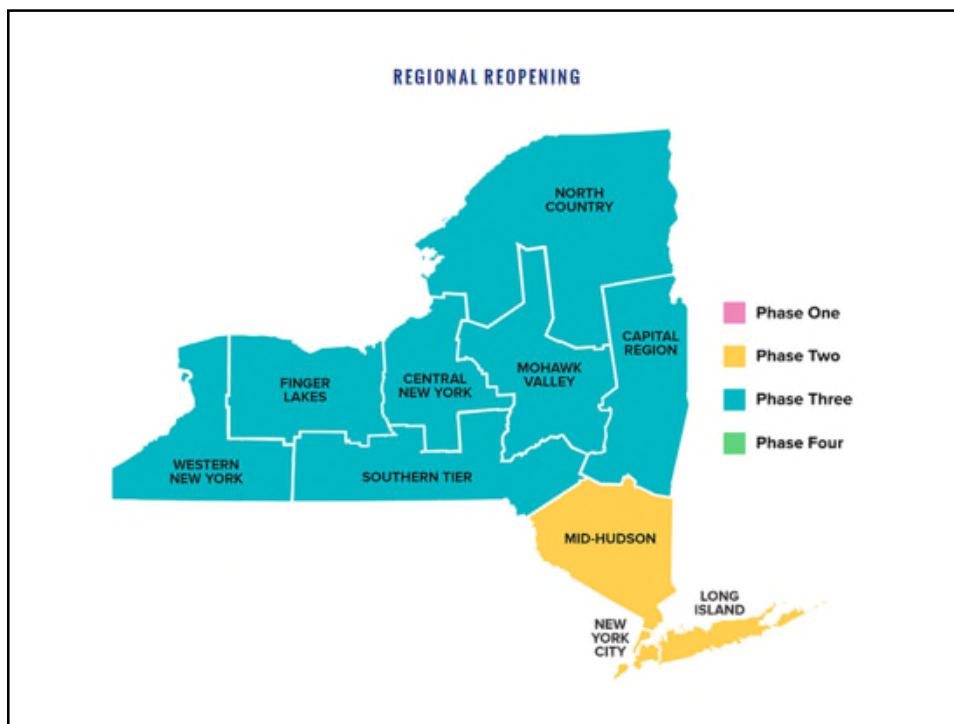 REGIONAL REOPENING
NORTH
COUNTRY
CAPITAL
REGION
MOHAWK
VALLEY
CENTRAL
NEW YORK
FINGER
LAKES
WESTERN
NEW YORK
SOUTHERN TIER
MID-HUDSON
LONG
ISLAND
NEW
YORK
CITY
Phase One
Phase Two
Phase Three
Phase Four